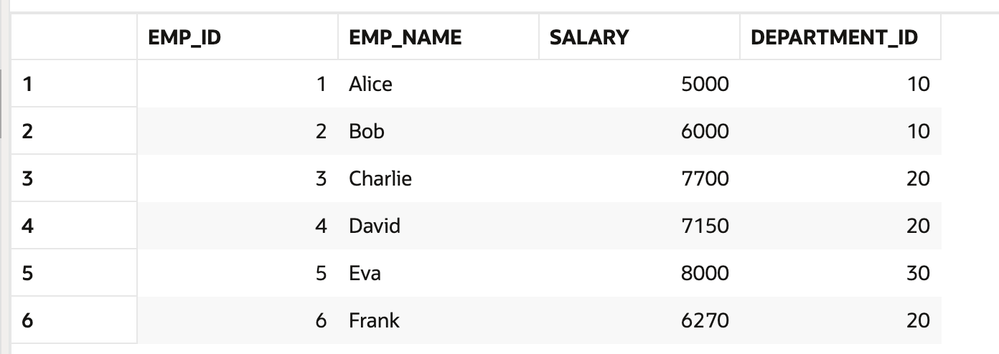 EMP_ID EMP_NAME SALARY DEPARTMENT_ID
1 1 Alice 5000 10
2 2 Bob 6000 10
3 3 Charlie 7700 20
4 4 David 7150 20
5 5 Eva 8000 30
6 6 Frank 6270 20